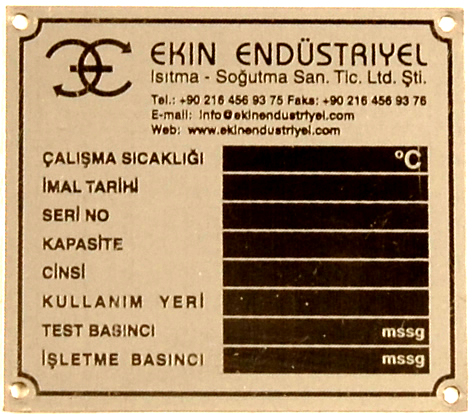 EKIN ENDÜSTRIYEL
Isıtma - Soğutma San. Tic. Ltd. Şti.
Tel.: +90 216 456 93 75 Faks: +90 216 456 93 76
E-mail: info@ekinendustriyel.com
Web: www.ekinendustriyel.com
ÇALIŞMA SICAKLIĞI °C
İMAL TARİHİ
SERİ NO
KAPASİTE
CİNSİ
KULLANIM YERİ
TEST BASINCI mssg
İŞLETME BASINCI mssg